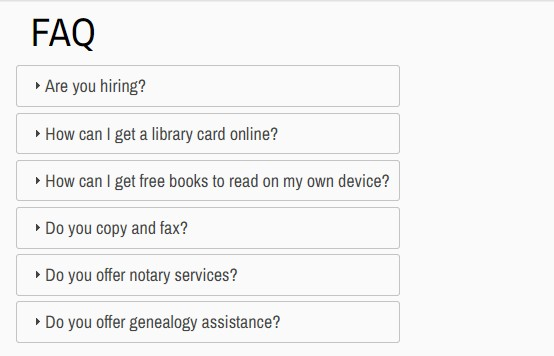 FAQ
Are you hiring?
How can I get a library card online?
How can I get free books to read on my own device?
Do you copy and fax?
Do you offer notary services?
Do you offer genealogy assistance?